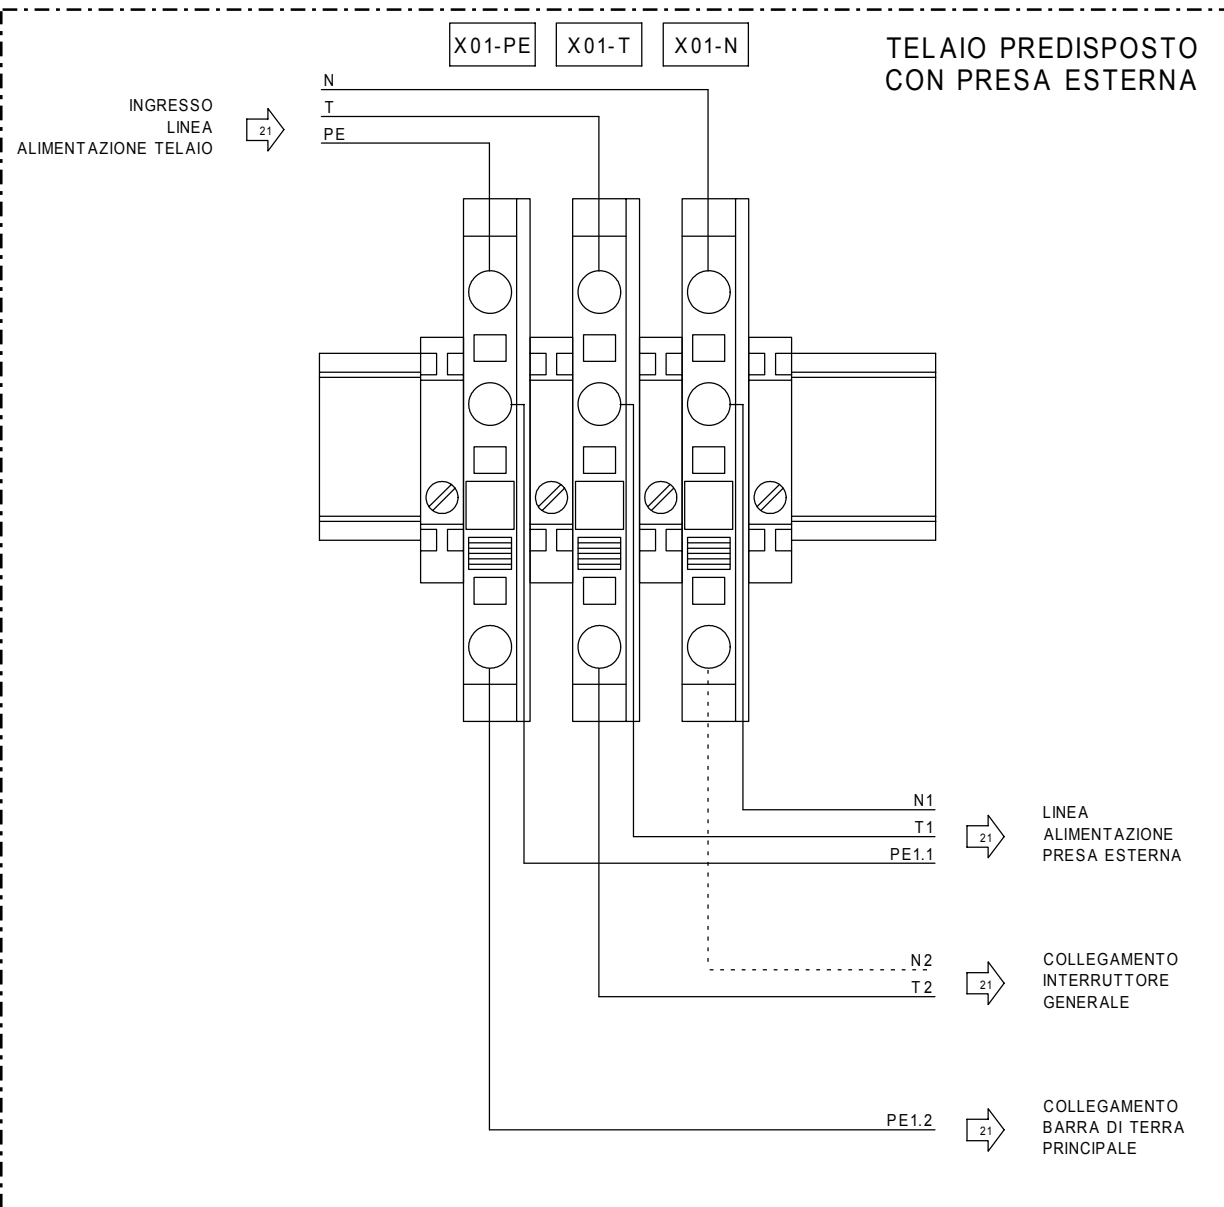 X01-PE
X01-T
X01-N
TELAIO PREDISPOSTO
CON PRESA ESTERNA
N
T
PE
INGRESSO
LINEA
ALIMENTAZIONE TELAIO
21
N1
T1
PE1.1
21
LINEA
ALIMENTAZIONE
PRESA ESTERNA
N2
T2
21
COLLEGAMENTO
INTERRUTTORE
GENERALE
PE1.2
21
COLLEGAMENTO
BARRA DI TERRA
PRINCIPALE